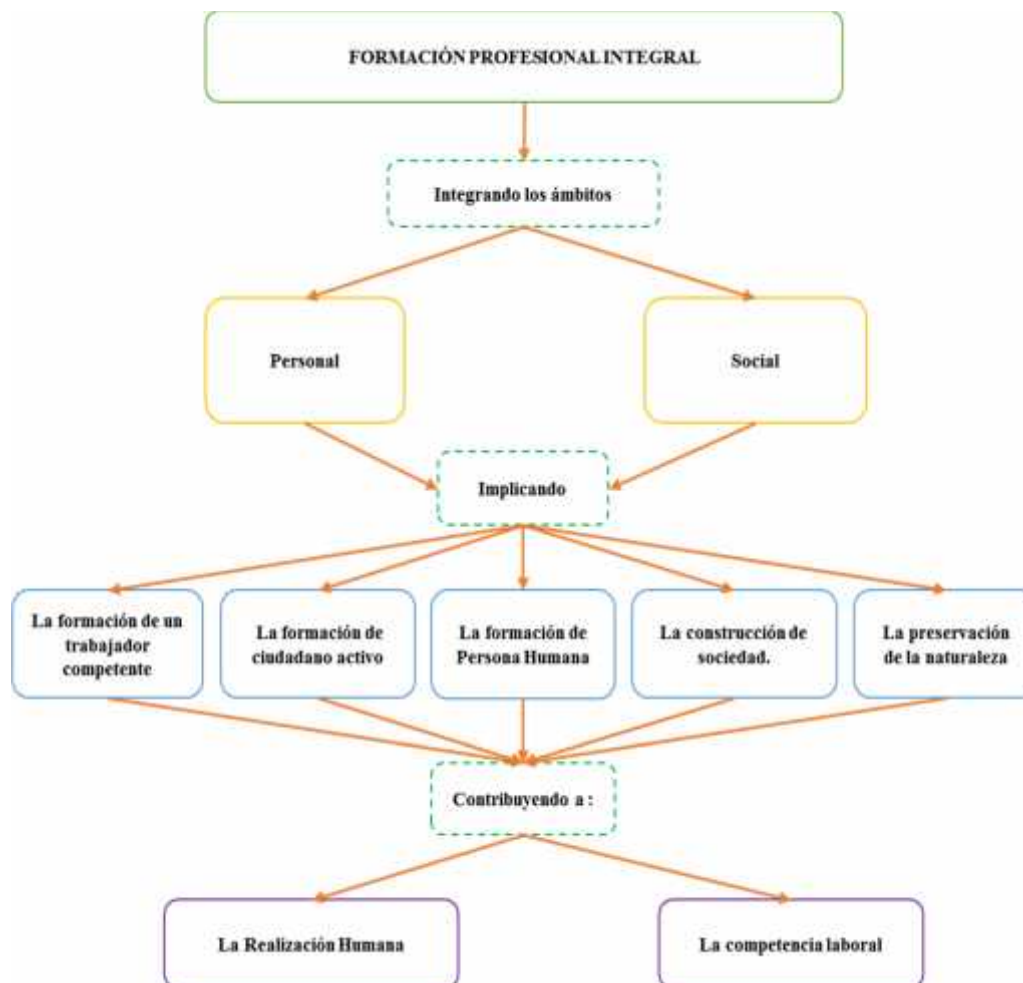 FORMACIÓN PROFESIONAL INTEGRAL
Integrando los ámbitos
Personal
Social
Implicando
La formación de un
trabajador
competente
La formación de
ciudadano activo
La formación de
Persona Humana
La construcción de
sociedad.
La preservación
de la naturaleza
Contribuyendo a :
La Realización Humana
La competencia laboral